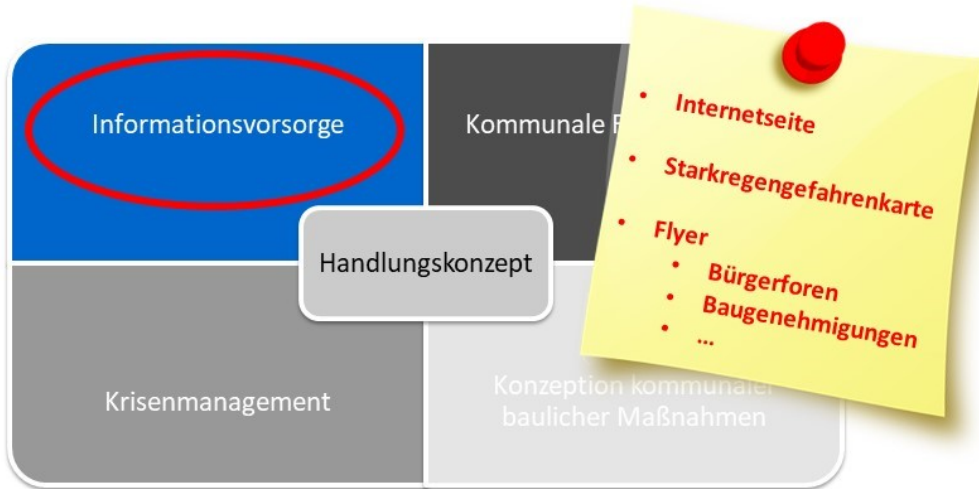 Informationsvorsorge
Kommunale
Handlungskonzept
Krisenmanagement
Konzeption kommunaler
baulicher Maßnahmen
• Internetseite
• Starkregengefahrenkarte
• Flyer
• Bürgerforen
• Baugenehmigungen
• ...